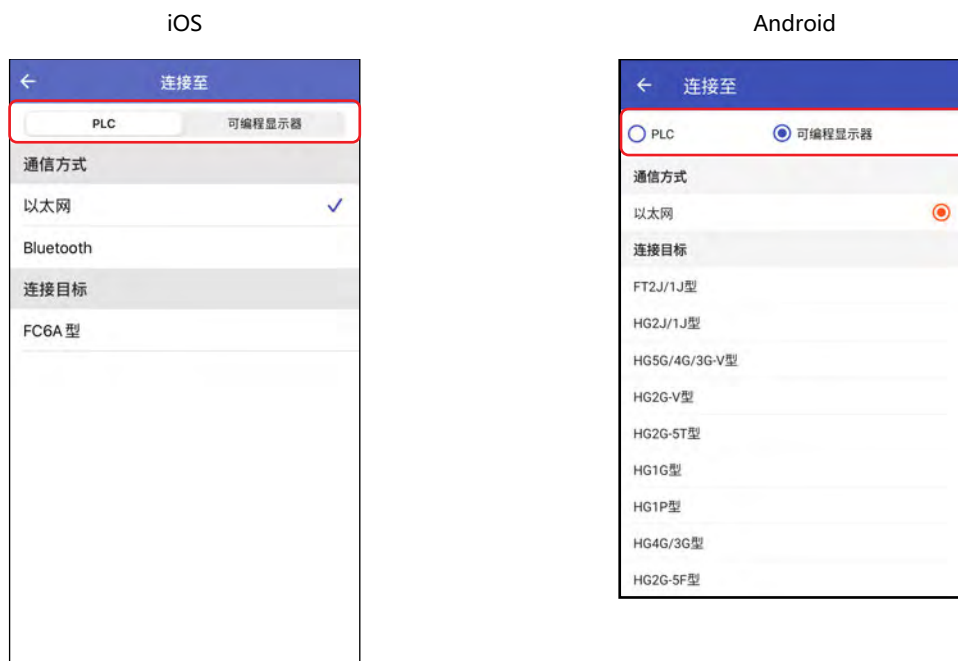 iOS
连接至
PLC 可编程显示器
通信方式
以太网
Bluetooth
连接目标
FC6A型
Android
连接至
PLC 可编程显示器
通信方式
以太网
连接目标
FT2J/1J型
HG2J/1J型
HG5G/4G/3G-V型
HG2G-V型
HG2G-5T型
HG1G型
HG1P型
HG4G/3G型
HG2G-5F型